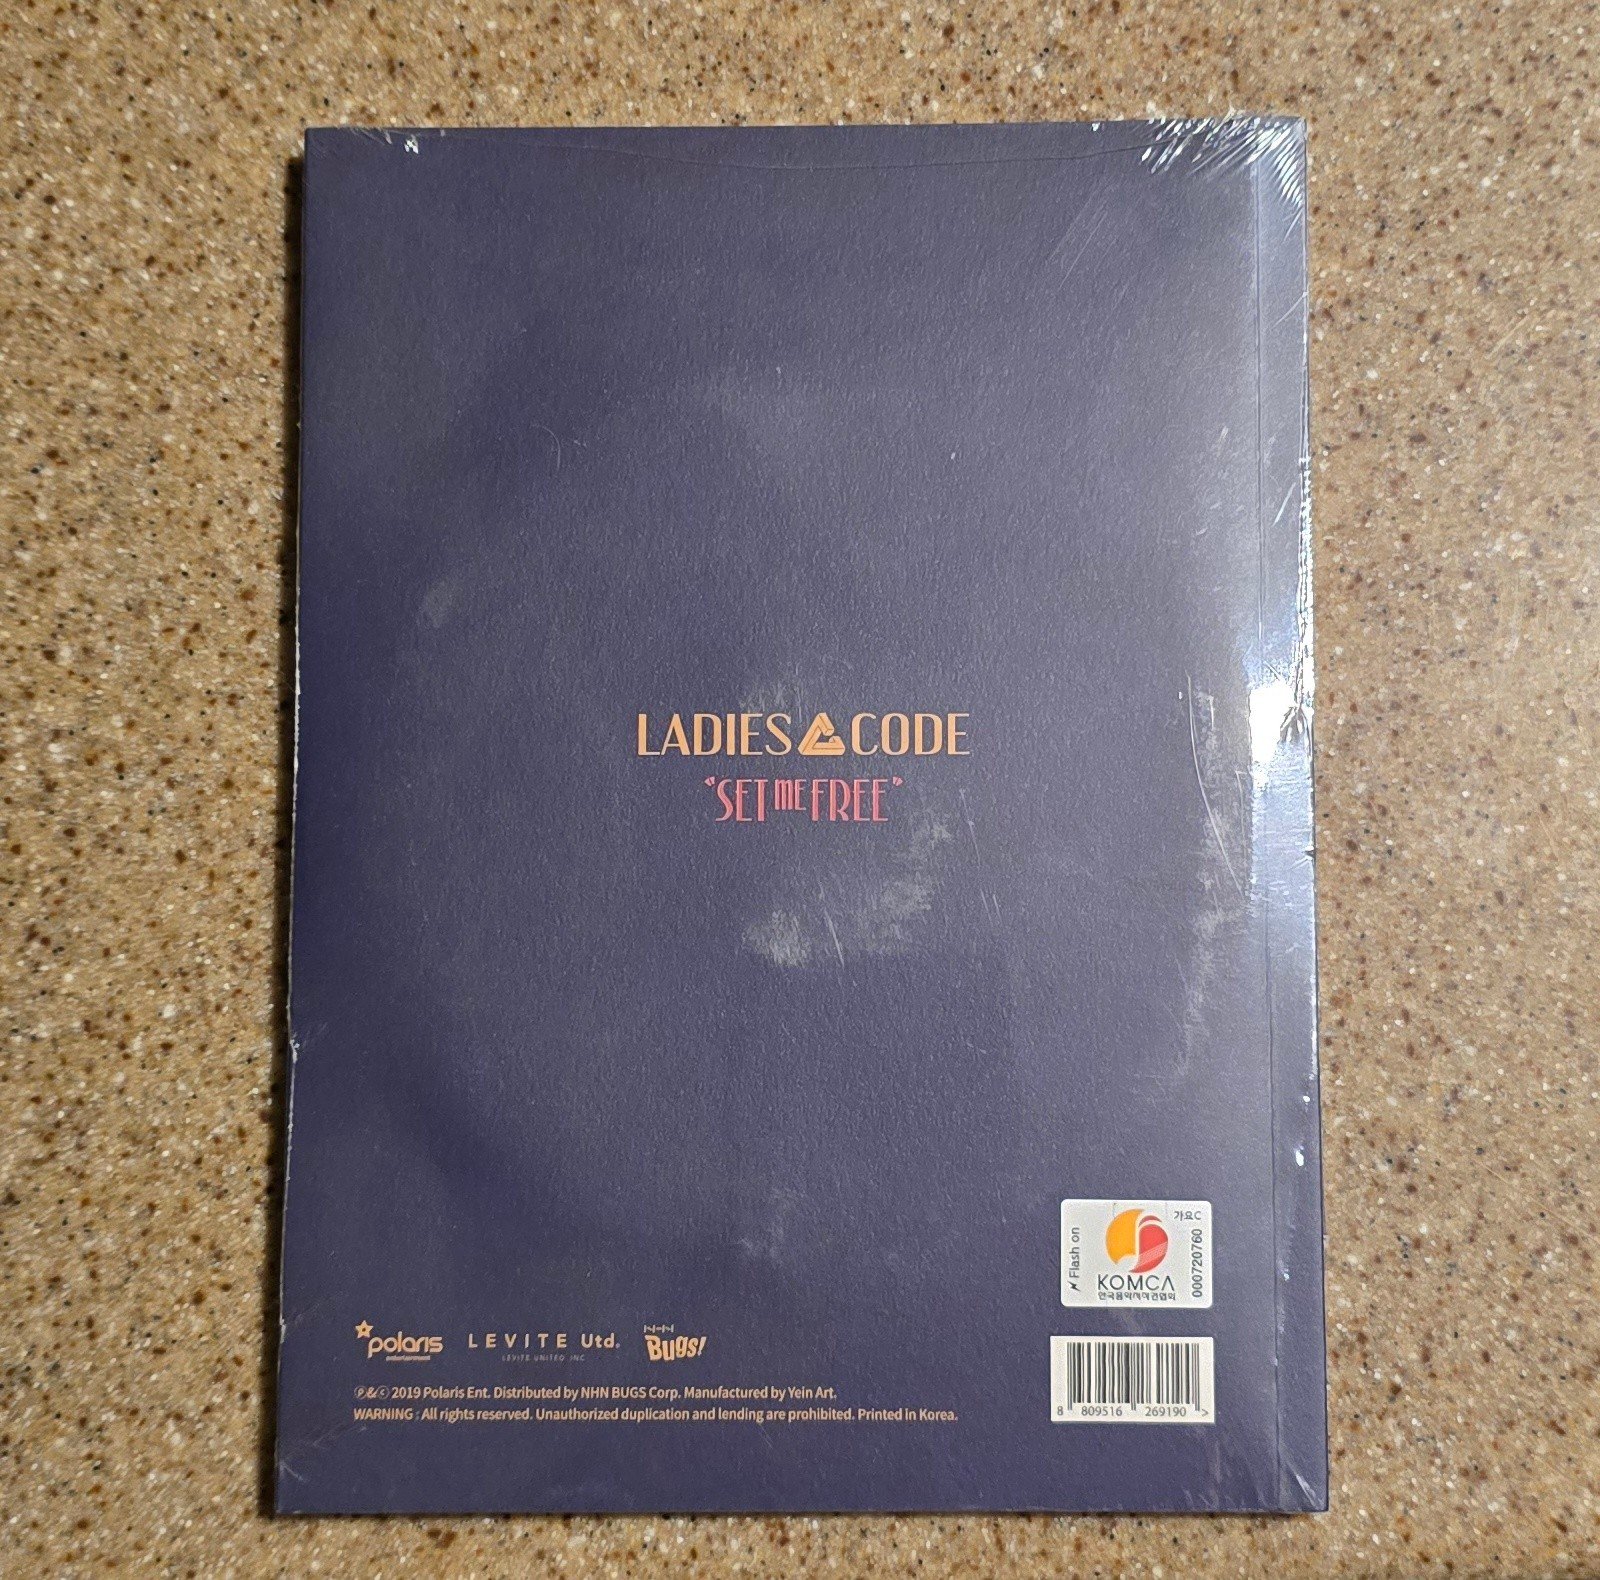 LADIES CODE
"SET ME FREE"
Flash on
가요C
000720760
KOMCA
한국음악저작권협회
polaris
entertainment
LEVITE Utd.
LEVITE UNITED INC
NHN
Bugs!
℗&© 2019 Polaris Ent. Distributed by NHN BUGS Corp. Manufactured by Yein Art.
WARNING : All rights reserved. Unauthorized duplication and lending are prohibited. Printed in Korea.
8 809516 269190 >